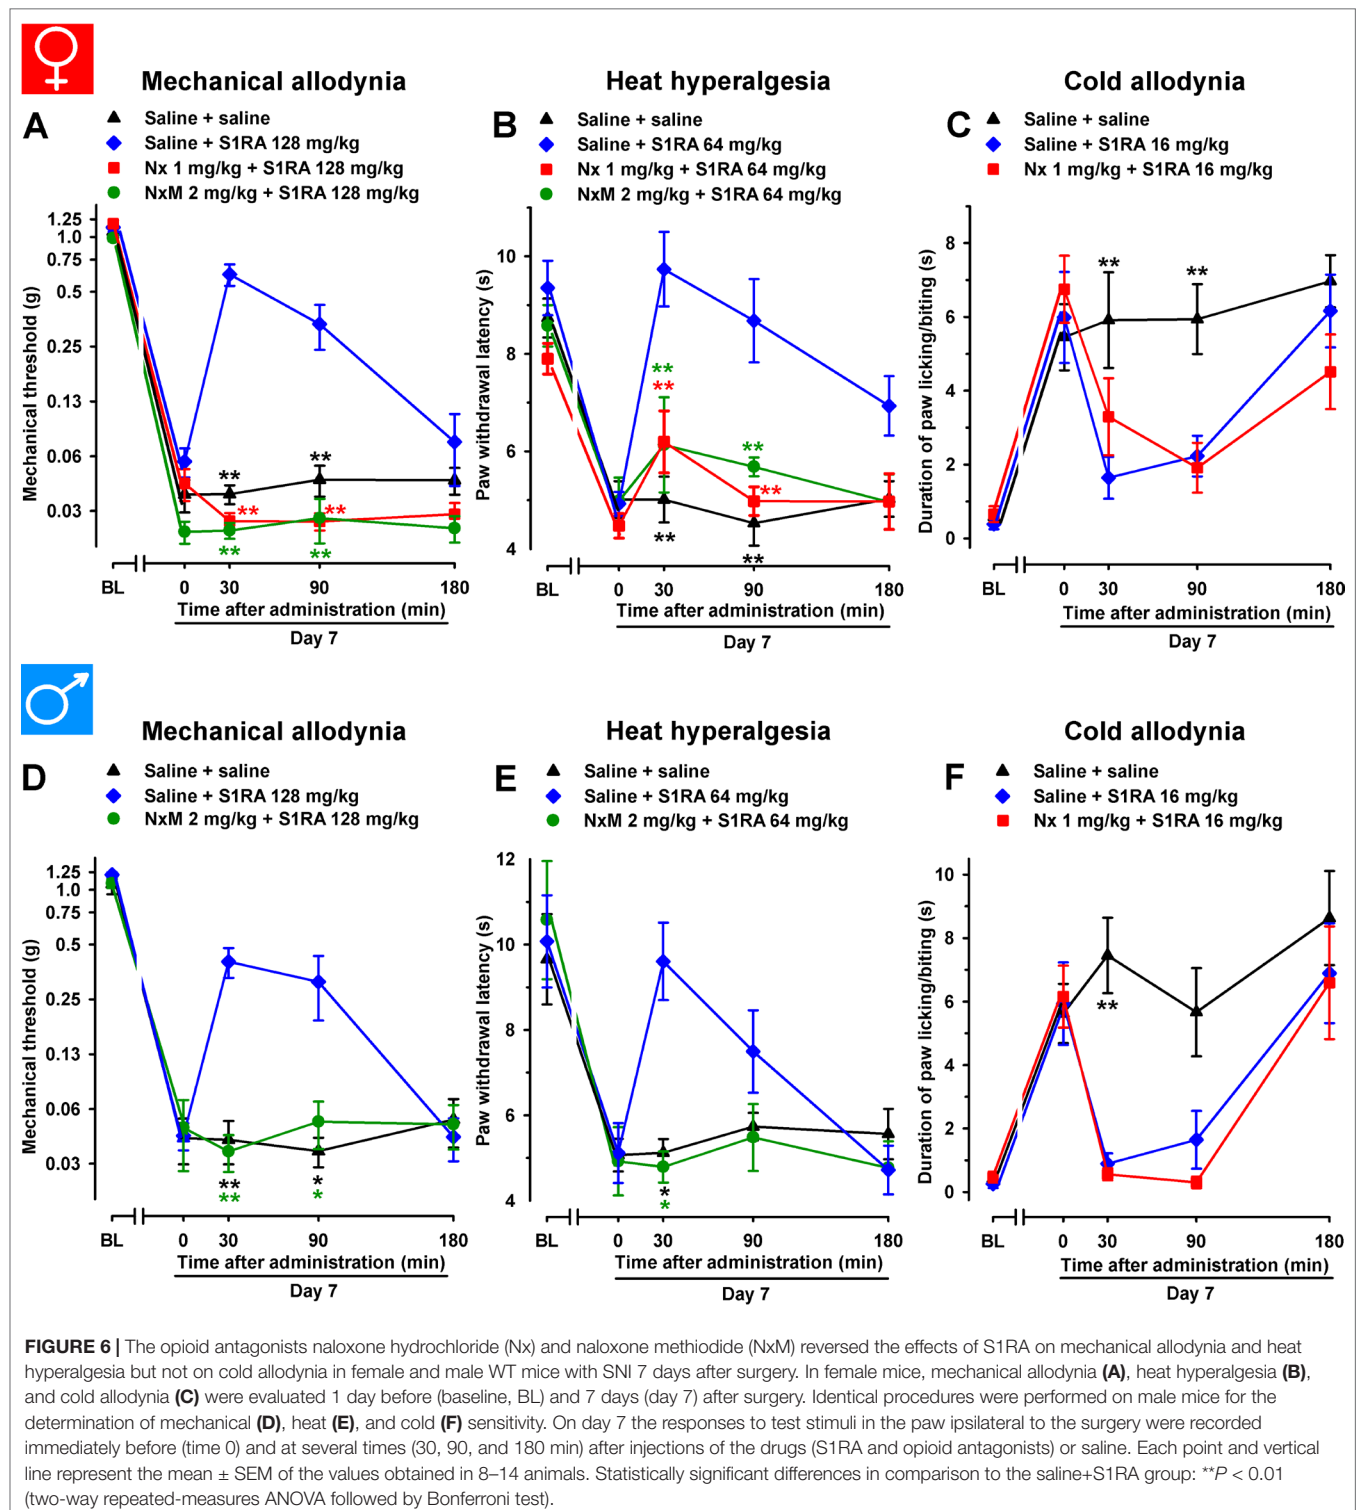 Mechanical allodynia
A
Saline + saline
Saline + S1RA 128 mg/kg
Nx 1 mg/kg + S1RA 128 mg/kg
NxM 2 mg/kg + S1RA 128 mg/kg
Mechanical threshold (g)
1.25
1.0
0.75
0.5
0.25
0.13
0.06
0.03
**
**
**
**
**
**
BL
0
30
90
180
Time after administration (min)
Day 7
Heat hyperalgesia
B
Saline + saline
Saline + S1RA 64 mg/kg
Nx 1 mg/kg + S1RA 64 mg/kg
NxM 2 mg/kg + S1RA 64 mg/kg
Paw withdrawal latency (s)
10
8
6
4
**
**
**
**
**
**
BL
0
30
90
180
Time after administration (min)
Day 7
Cold allodynia
C
Saline + saline
Saline + S1RA 16 mg/kg
Nx 1 mg/kg + S1RA 16 mg/kg
Duration of paw licking/biting (s)
8
6
4
2
0
**
**
BL
0
30
90
180
Time after administration (min)
Day 7
Mechanical allodynia
D
Saline + saline
Saline + S1RA 128 mg/kg
NxM 2 mg/kg + S1RA 128 mg/kg
Mechanical threshold (g)
1.25
1.0
0.75
0.5
0.25
0.13
0.06
0.03
**
**
*
*
BL
0
30
90
180
Time after administration (min)
Day 7
Heat hyperalgesia
E
Saline + saline
Saline + S1RA 64 mg/kg
NxM 2 mg/kg + S1RA 64 mg/kg
Paw withdrawal latency (s)
12
10
8
6
4
*
*
BL
0
30
90
180
Time after administration (min)
Day 7
Cold allodynia
F
Saline + saline
Saline + S1RA 16 mg/kg
Nx 1 mg/kg + S1RA 16 mg/kg
Duration of paw licking/biting (s)
10
8
6
4
2
0
**
BL
0
30
90
180
Time after administration (min)
Day 7
FIGURE 6 | The opioid antagonists naloxone hydrochloride (Nx) and naloxone methiodide (NxM) reversed the effects of S1RA on mechanical allodynia and heat
hyperalgesia but not on cold allodynia in female and male WT mice with SNI 7 days after surgery. In female mice, mechanical allodynia (A), heat hyperalgesia (B),
and cold allodynia (C) were evaluated 1 day before (baseline, BL) and 7 days (day 7) after surgery. Identical procedures were performed on male mice for the
determination of mechanical (D), heat (E), and cold (F) sensitivity. On day 7 the responses to test stimuli in the paw ipsilateral to the surgery were recorded
immediately before (time 0) and at several times (30, 90, and 180 min) after injections of the drugs (S1RA and opioid antagonists) or saline. Each point and vertical
line represent the mean ± SEM of the values obtained in 8–14 animals. Statistically significant differences in comparison to the saline+S1RA group: **P < 0.01
(two-way repeated-measures ANOVA followed by Bonferroni test).